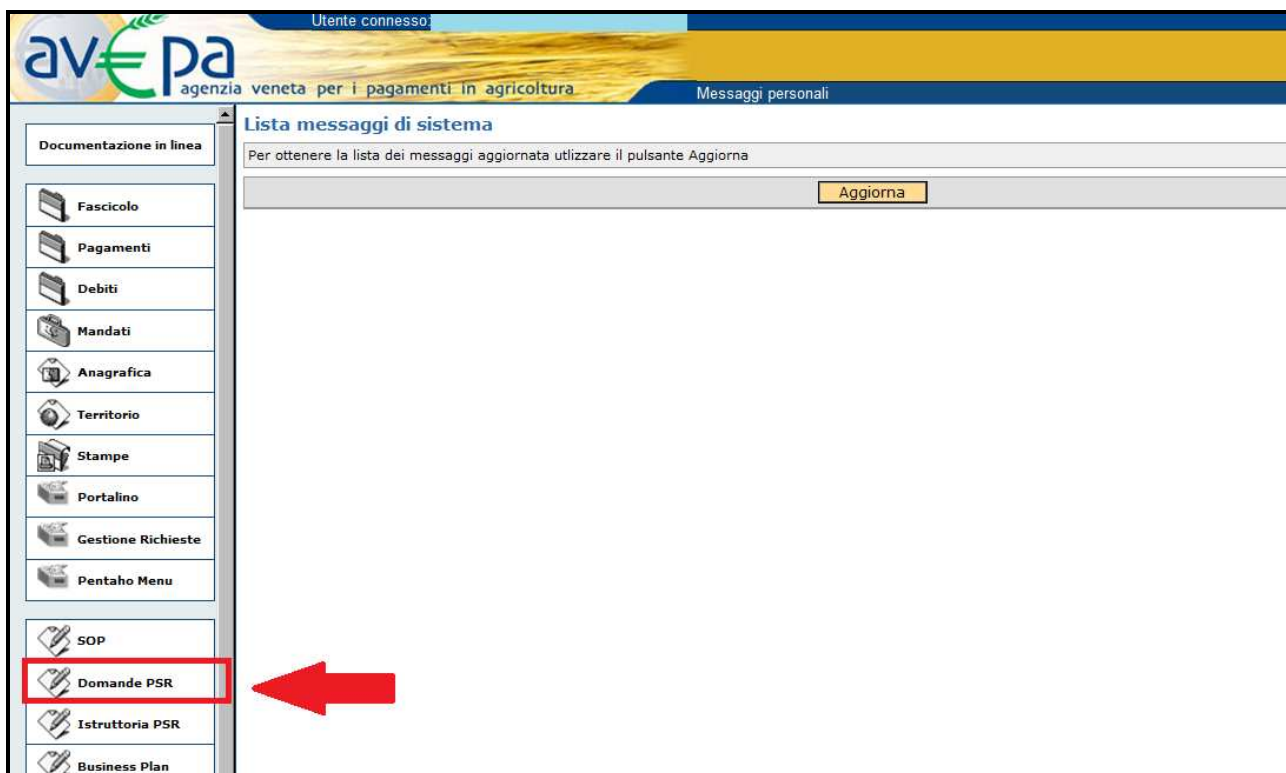 Utente connesso:
avepa
agenzia veneta per i pagamenti in agricoltura
Messaggi personali
Documentazione in linea
Fascicolo
Pagamenti
Debiti
Mandati
Anagrafica
Territorio
Stampe
Portalino
Gestione Richieste
Pentaho Menu
SOP
Domande PSR
Istruttoria PSR
Business Plan
Lista messaggi di sistema
Per ottenere la lista dei messaggi aggiornata utlizzare il pulsante Aggiorna
Aggiorna